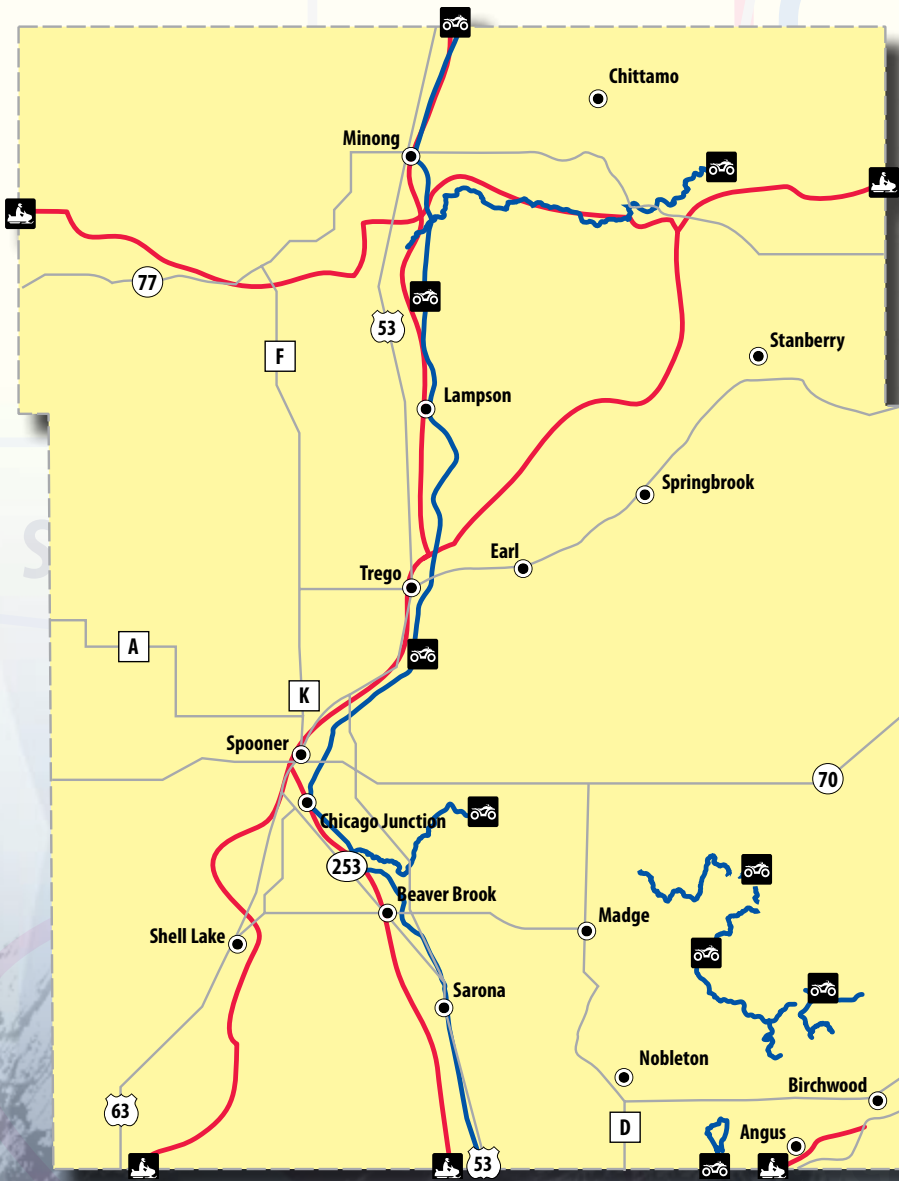 Chittamo
Minong
77
53
F
Stanberry
Lampson
Springbrook
Earl
Trego
A
K
Spooner
70
Chicago Junction
253
Beaver Brook
Madge
Shell Lake
Sarona
Nobleton
Birchwood
63
D
Angus
53